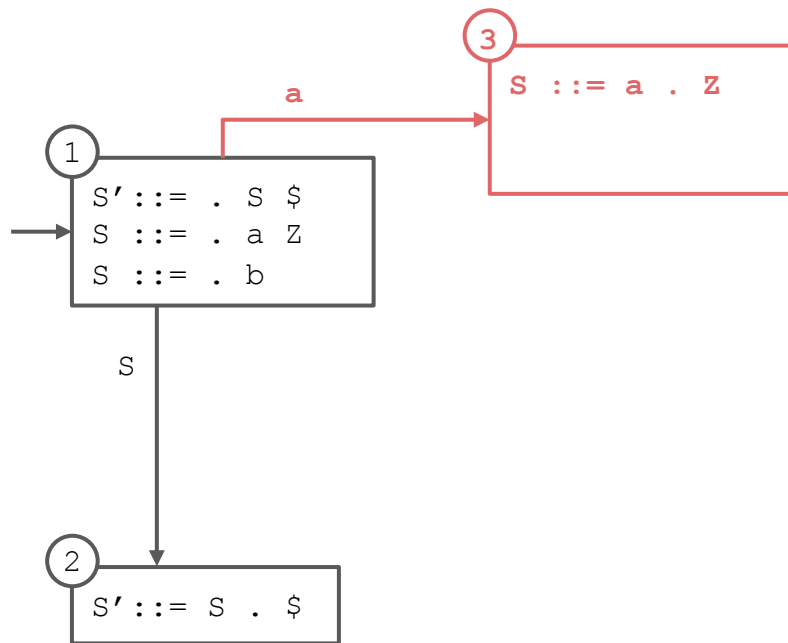 3
S ::= a . Z
a
1
S′::= . S $
S ::= . a Z
S ::= . b
S
2
S′::= S . $